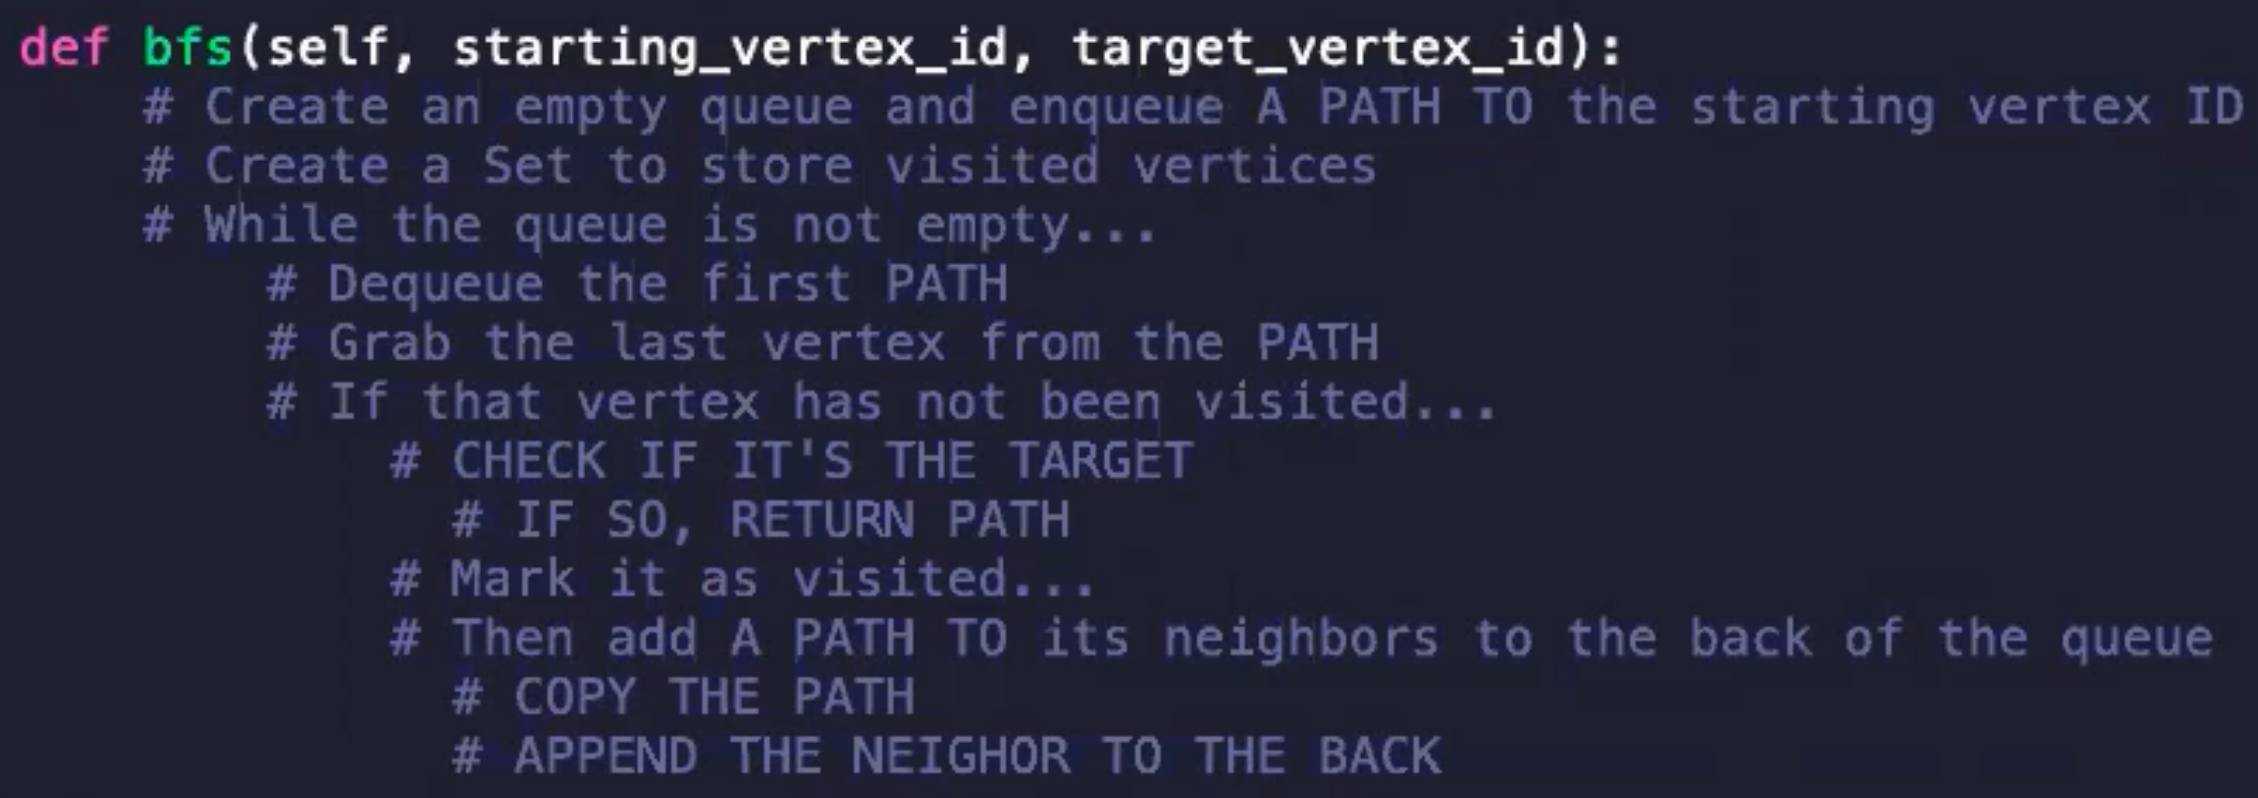 def bfs(self, starting_vertex_id, target_vertex_id):
# Create an empty queue and enqueue A PATH TO the starting vertex ID
# Create a Set to store visited vertices
# While the queue is not empty...
# Dequeue the first PATH
# Grab the last vertex from the PATH
# If that vertex has not been visited...
# CHECK IF IT'S THE TARGET
# IF SO, RETURN PATH
# Mark it as visited...
# Then add A PATH TO its neighbors to the back of the queue
# COPY THE PATH
# APPEND THE NEIGHOR TO THE BACK